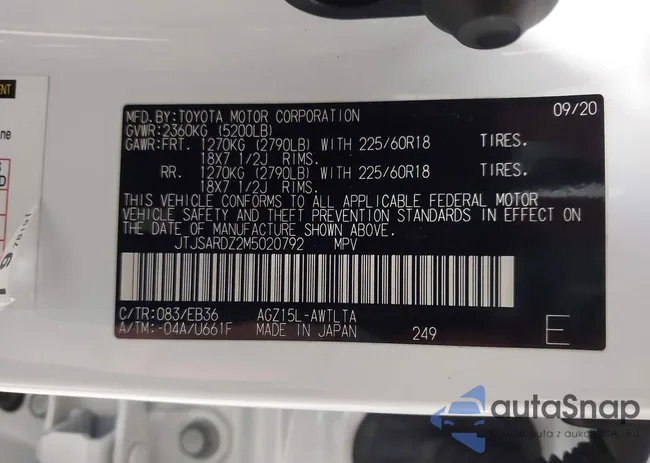 MFD.BY:TOYOTA MOTOR CORPORATION 09/20
GVWR:2360KG (5200LB)
GAWR:FRT. 1270KG (2790LB) WITH 225/60R18 TIRES.
18X7 1/2J RIMS.
RR. 1270KG (2790LB) WITH 225/60R18 TIRES.
18X7 1/2J RIMS.
THIS VEHICLE CONFORMS TO ALL APPLICABLE FEDERAL MOTOR
VEHICLE SAFETY AND THEFT PREVENTION STANDARDS IN EFFECT ON
THE DATE OF MANUFACTURE SHOWN ABOVE.
JTJSARDZ2M5020792 MPV
C/TR:083/EB36 AGZ15L-AWTLTA
A/TM:-04A/U661F MADE IN JAPAN 249 E
autaSnap